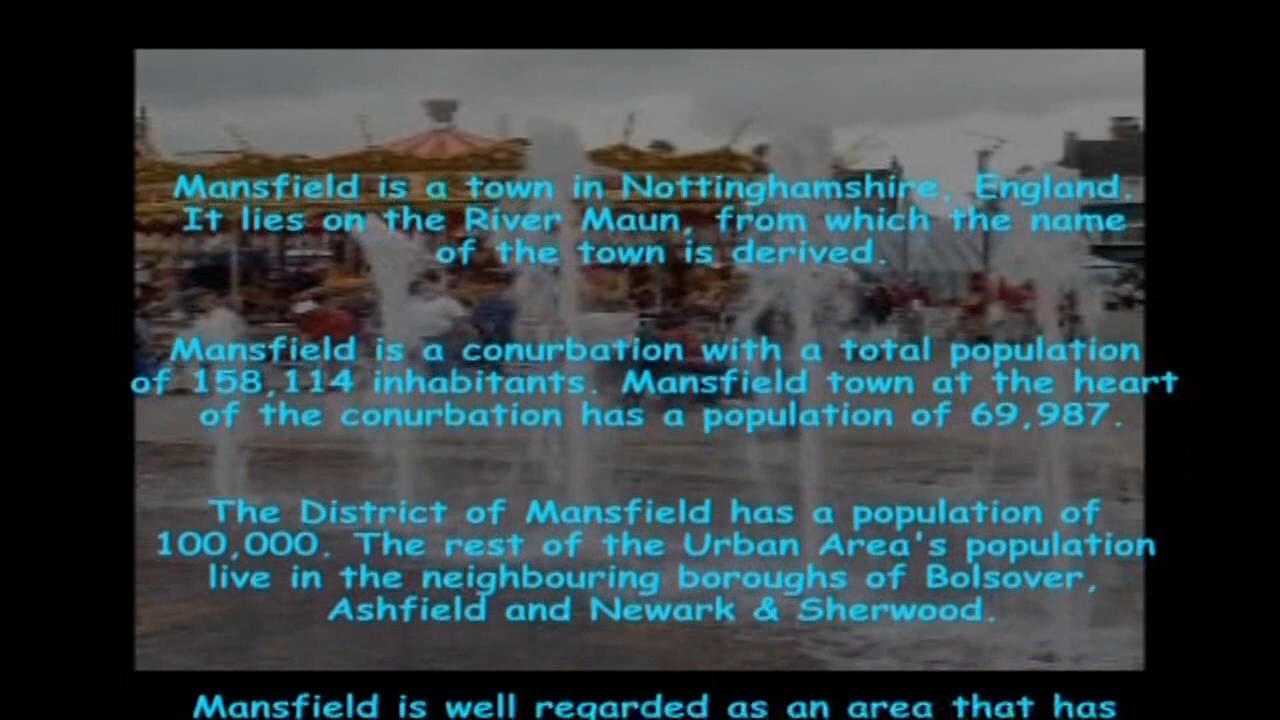 Mansfield is a town in Nottinghamshire, England.
It lies on the River Maun, from which the name
of the town is derived.
Mansfield is a conurbation with a total population
of 158,114 inhabitants. Mansfield town at the heart
of the conurbation has a population of 69,987.
The District of Mansfield has a population of
100,000. The rest of the Urban Area's population
live in the neighbouring boroughs of Bolsover,
Ashfield and Newark & Sherwood.
Mansfield is well regarded as an area that has